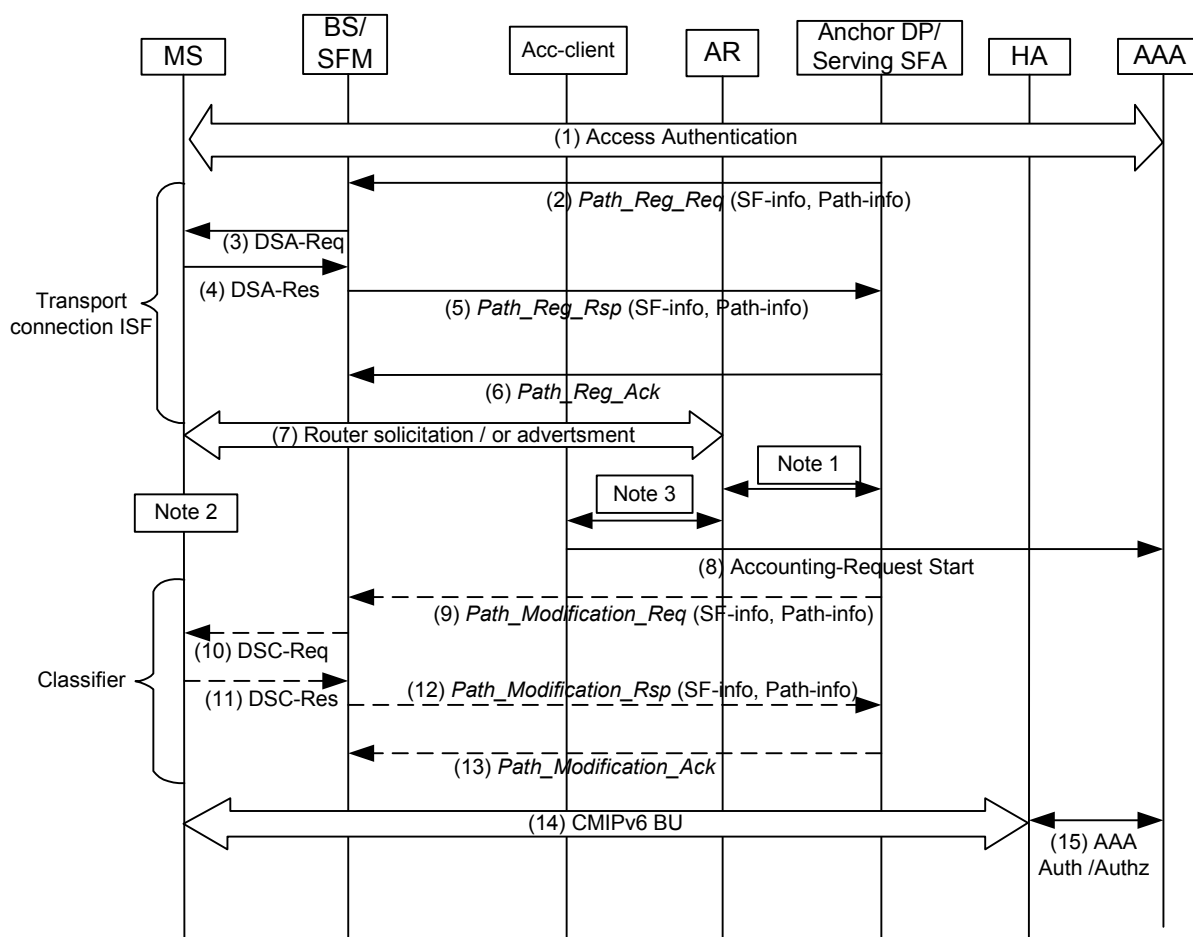 MS
BS/
SFM
Acc-client
AR
Anchor DP/
Serving SFA
HA
AAA
(1) Access Authentication
(2) Path_Reg_Req (SF-info, Path-info)
(3) DSA-Req
(4) DSA-Res
Transport
connection ISF
(5) Path_Reg_Rsp (SF-info, Path-info)
(6) Path_Reg_Ack
(7) Router solicitation / or advertsment
Note 1
Note 3
Note 2
(8) Accounting-Request Start
(9) Path_Modification_Req (SF-info, Path-info)
(10) DSC-Req
Classifier
(11) DSC-Res
(12) Path_Modification_Rsp (SF-info, Path-info)
(13) Path_Modification_Ack
(14) CMIPv6 BU
(15) AAA
Auth /Authz